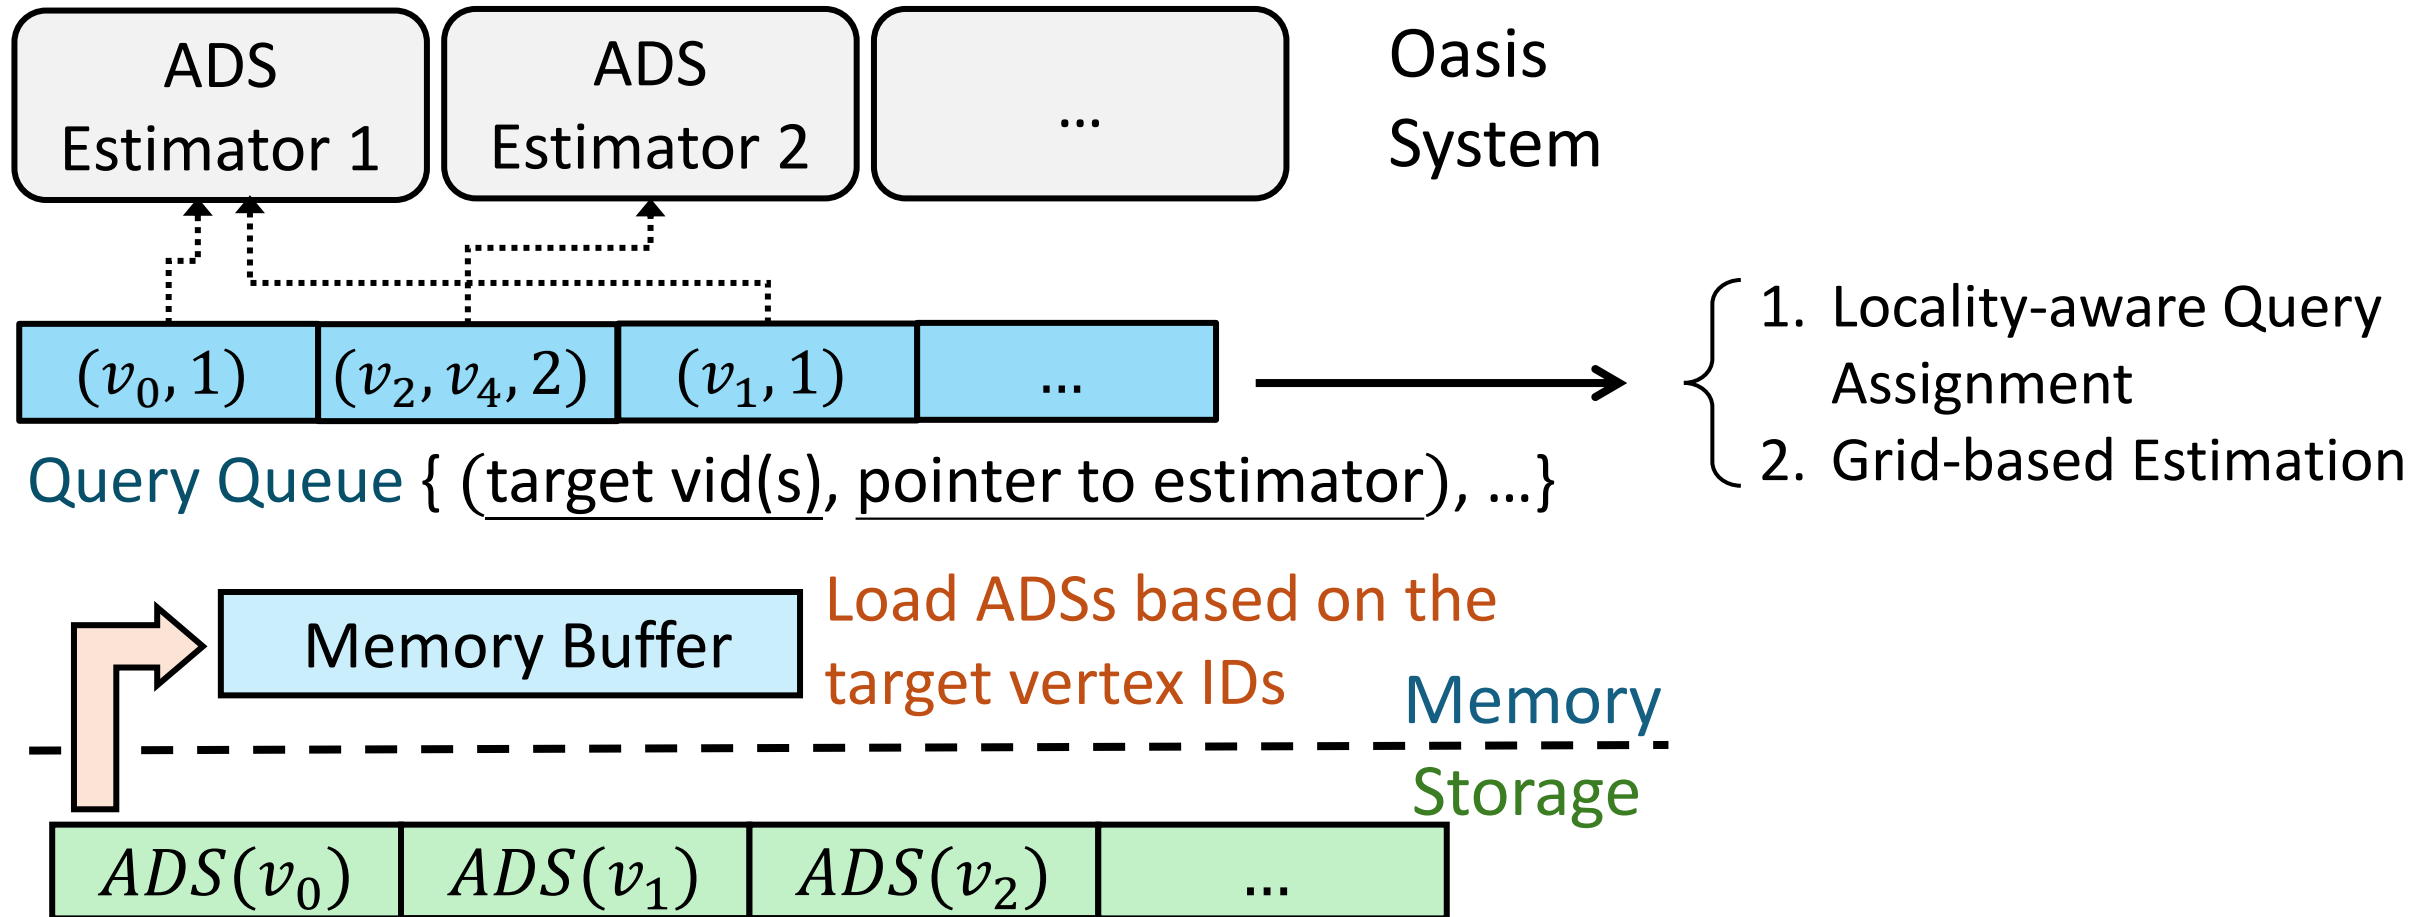 ADS
Estimator 1
ADS
Estimator 2
...
Oasis
System
(v₀, 1)
(v₂, v₄, 2)
(v₁, 1)
...
1. Locality-aware Query
Assignment
2. Grid-based Estimation
Query Queue { (target vid(s), pointer to estimator), ...}
Memory Buffer
Load ADSs based on the
target vertex IDs
Memory
Storage
ADS(v₀)
ADS(v₁)
ADS(v₂)
...